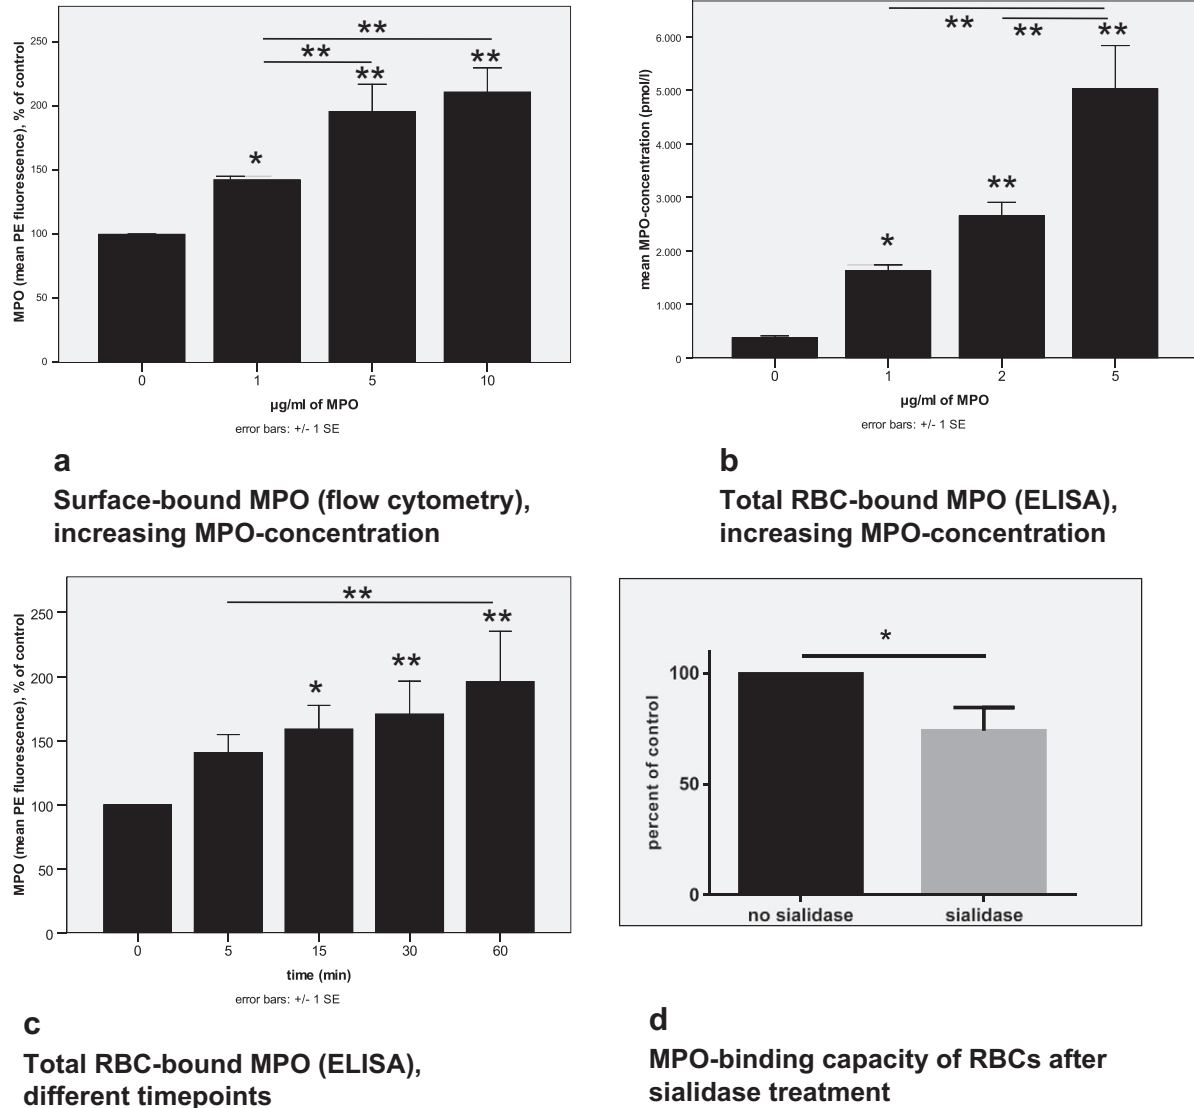 MPO (mean PE fluorescence), % of control
250
200
150
100
50
0
**
**
**
**
*
0 1 5 10
µg/ml of MPO
error bars: +/- 1 SE
a
Surface-bound MPO (flow cytometry),
increasing MPO-concentration
mean MPO-concentration (pmol/l)
6.000
5.000
4.000
3.000
2.000
1.000
0
** ** **
**
*
0 1 2 5
µg/ml of MPO
error bars: +/- 1 SE
b
Total RBC-bound MPO (ELISA),
increasing MPO-concentration
MPO (mean PE fluorescence), % of control
250
200
150
100
50
0
**
**
**
*
0 5 15 30 60
time (min)
error bars: +/- 1 SE
c
Total RBC-bound MPO (ELISA),
different timepoints
percent of control
100
50
0
*
no sialidase sialidase
d
MPO-binding capacity of RBCs after
sialidase treatment